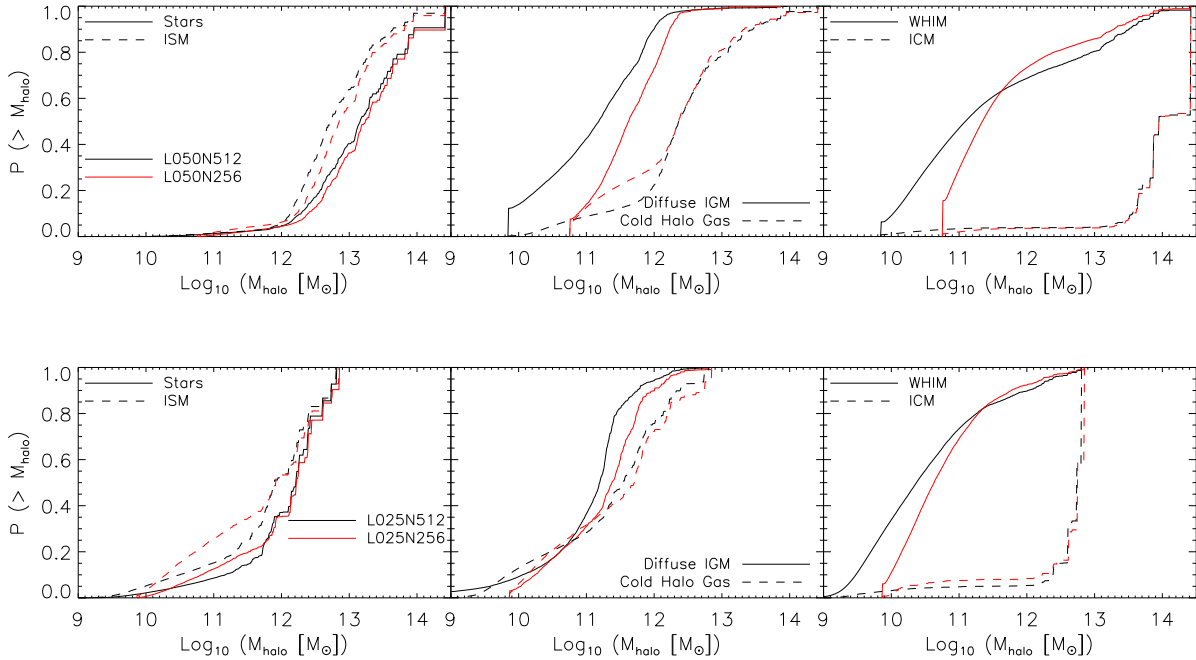 Stars
ISM
L050N512
L050N256
Diffuse IGM
Cold Halo Gas
WHIM
ICM
P (> M_halo)
1.0
0.8
0.6
0.4
0.2
0.0
9 10 11 12 13 14 9 10 11 12 13 14 9 10 11 12 13 14
Log₁₀ (M_halo [M☉]) Log₁₀ (M_halo [M☉]) Log₁₀ (M_halo [M☉])
Stars
ISM
L025N512
L025N256
Diffuse IGM
Cold Halo Gas
WHIM
ICM
P (> M_halo)
1.0
0.8
0.6
0.4
0.2
0.0
9 10 11 12 13 14 9 10 11 12 13 14 9 10 11 12 13 14
Log₁₀ (M_halo [M☉]) Log₁₀ (M_halo [M☉]) Log₁₀ (M_halo [M☉])